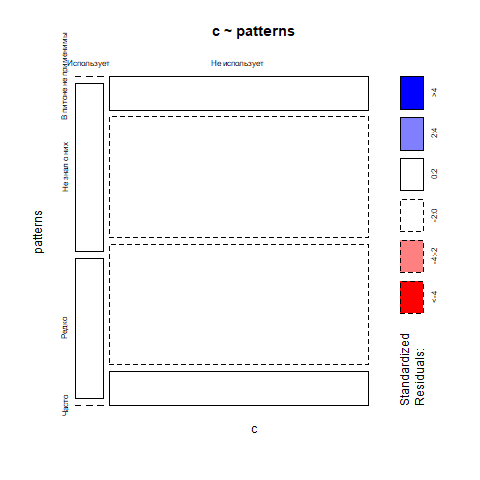 c ~ patterns
Использует
Не использует
В питоне не применимы
Не знал о них
Редко
Часто
patterns
c
>4
2:4
0:2
-2:0
-4:-2
<-4
Standardized
Residuals: